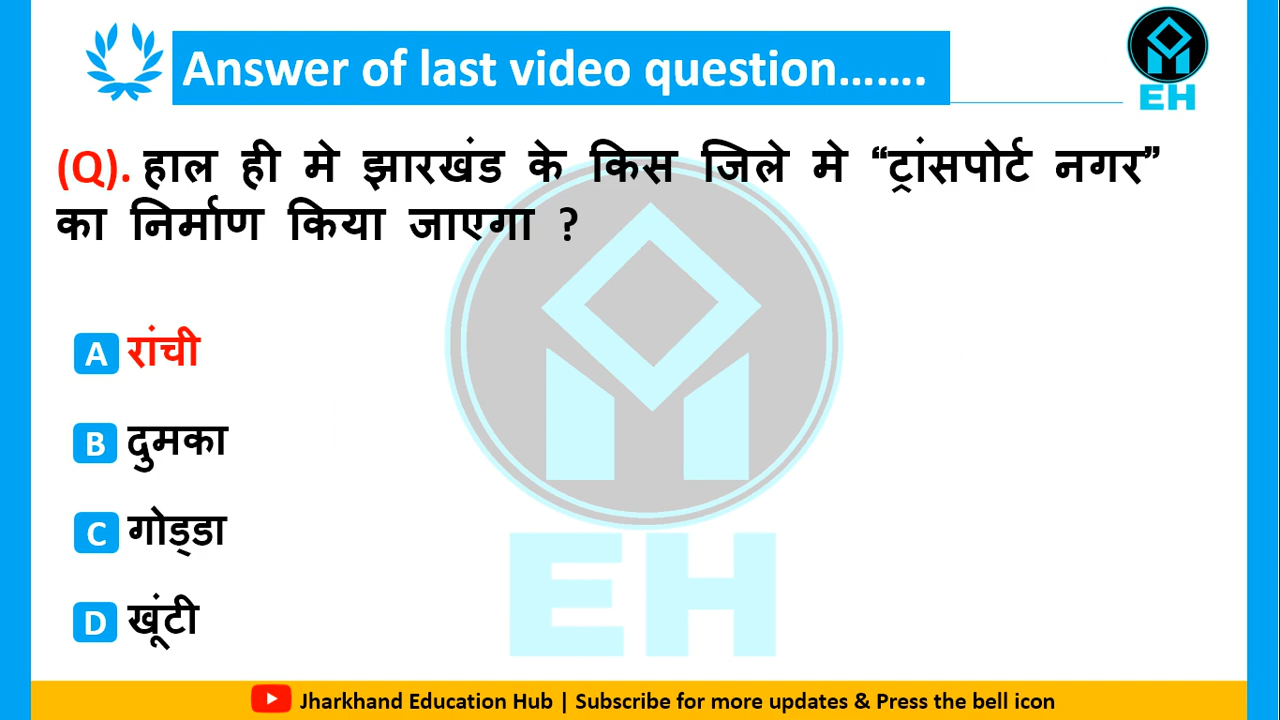 Answer of last video question.......
EH
(Q). हाल ही मे झारखंड के किस जिले मे “ट्रांसपोर्ट नगर”
का निर्माण किया जाएगा ?
A रांची
B दुमका
C गोड्डा
D खूंटी
EH
Jharkhand Education Hub | Subscribe for more updates & Press the bell icon